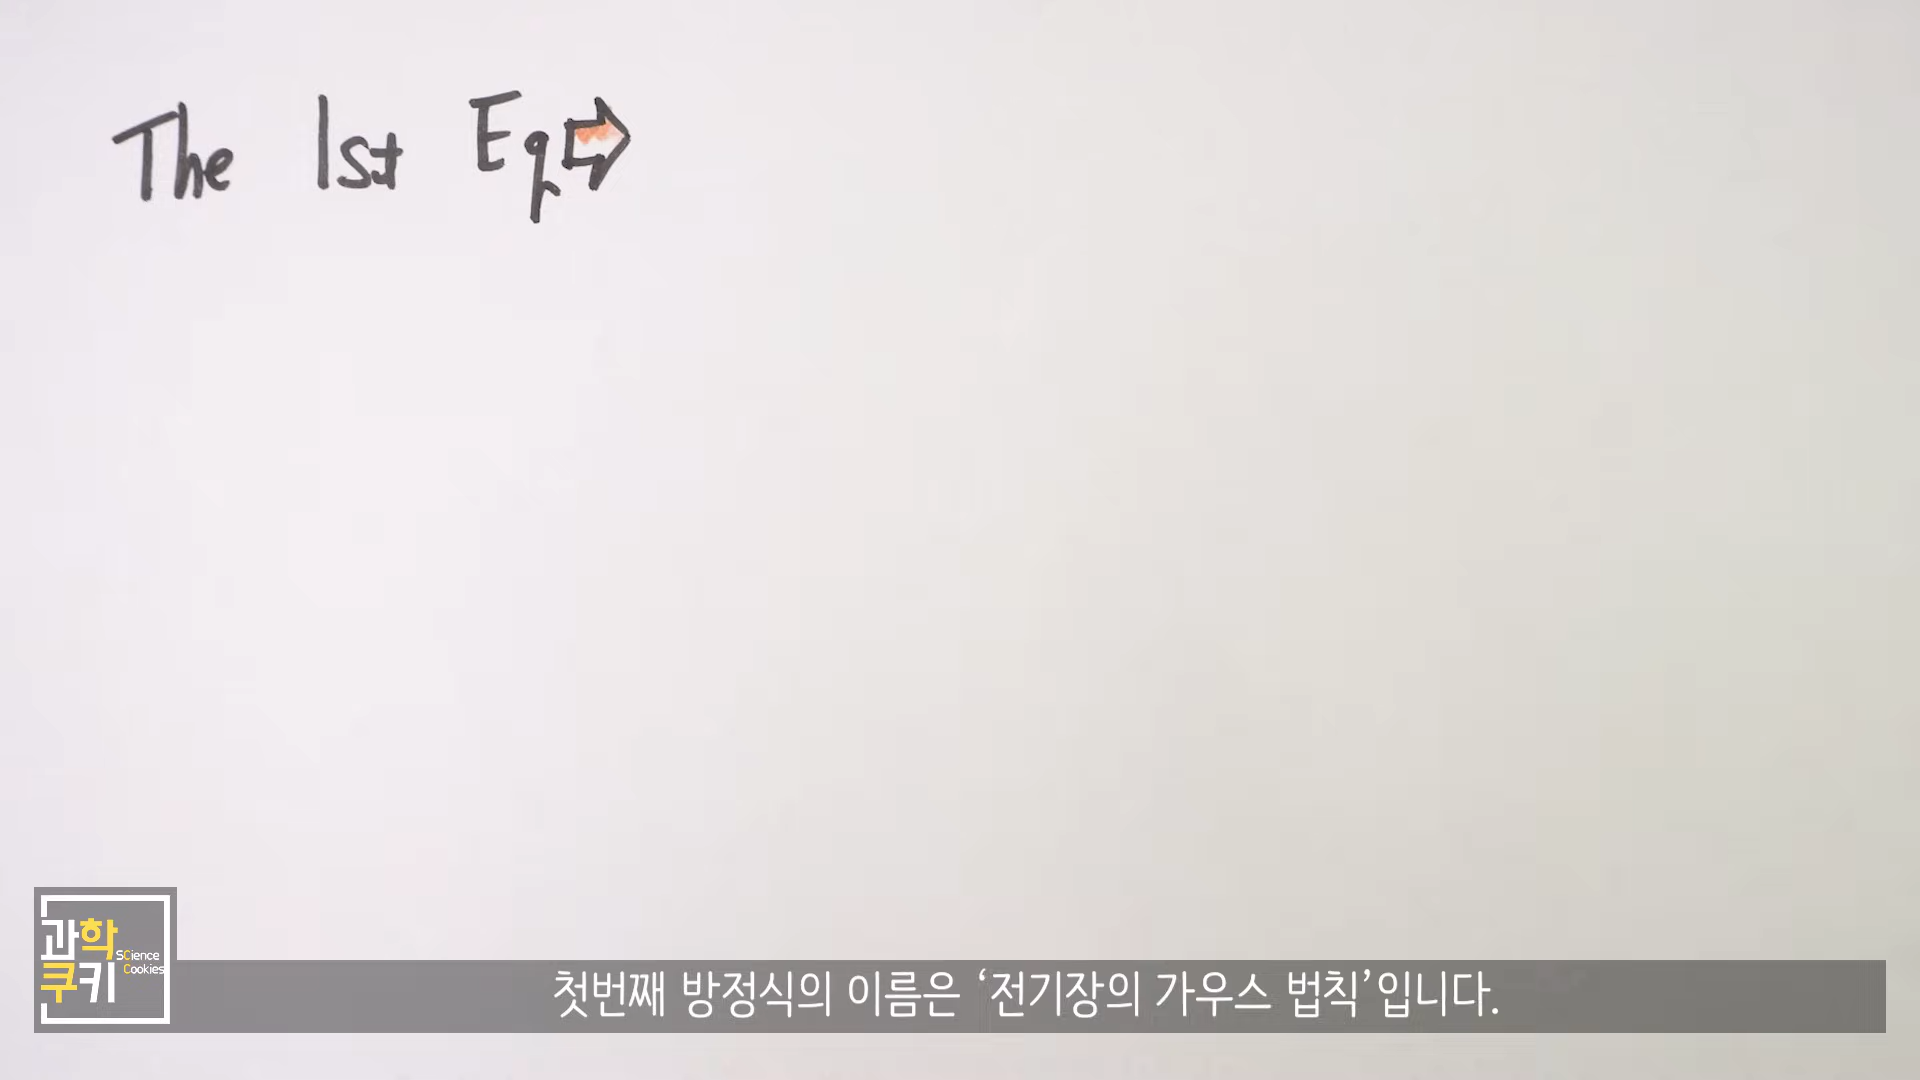 The 1st Eq
과학
Science
쿠키
Cookies
첫번째 방정식의 이름은 ‘전기장의 가우스 법칙’입니다.